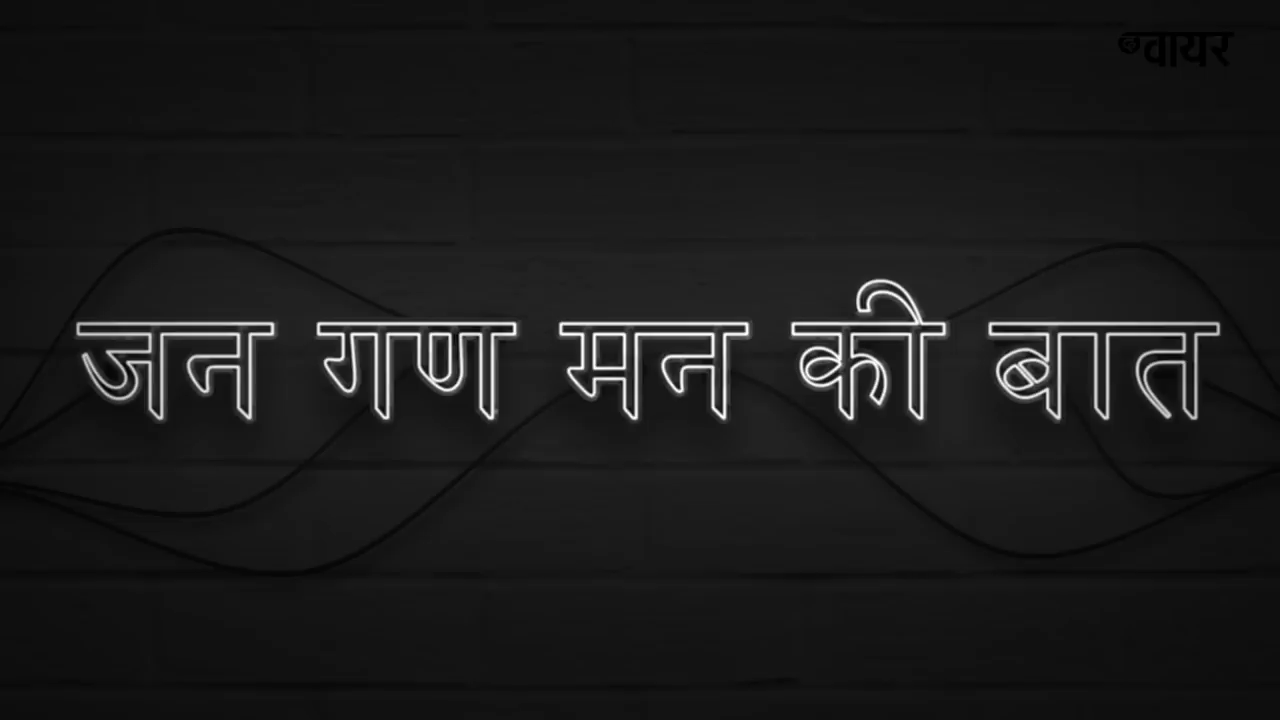 द वायर
जन गण मन की बात